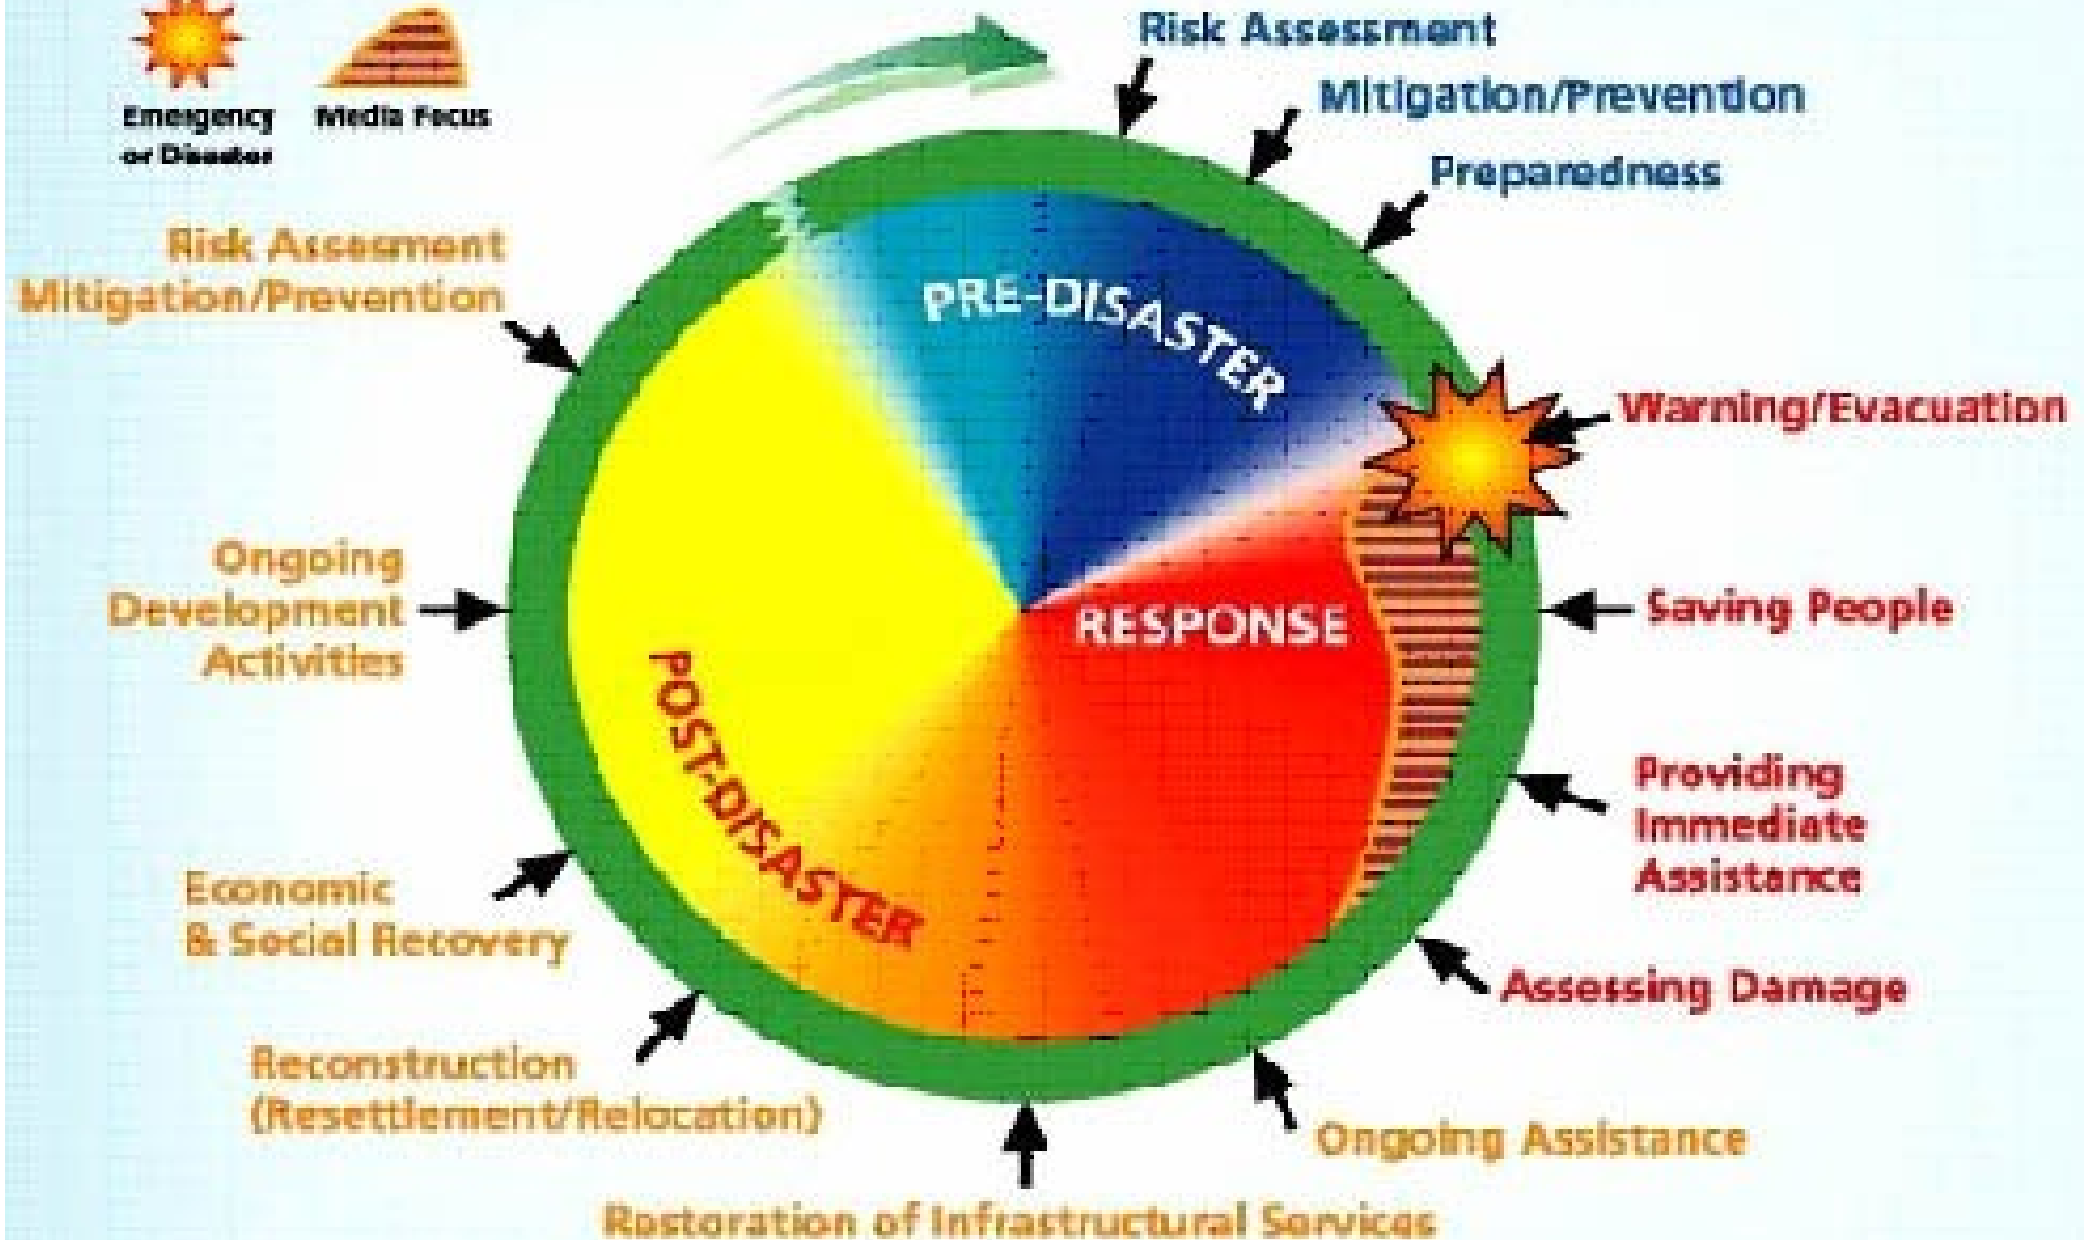 Emergency
or Disaster
Media Focus
Risk Assessment
Mitigation/Prevention
Preparedness
Warning/Evacuation
Saving People
Providing
Immediate
Assistance
Assessing Damage
Ongoing Assistance
Restoration of Infrastructural Services
Reconstruction
(Resettlement/Relocation)
Economic
& Social Recovery
Ongoing
Development
Activities
Risk Assesment
Mitigation/Prevention
PRE-DISASTER
RESPONSE
POST-DISASTER